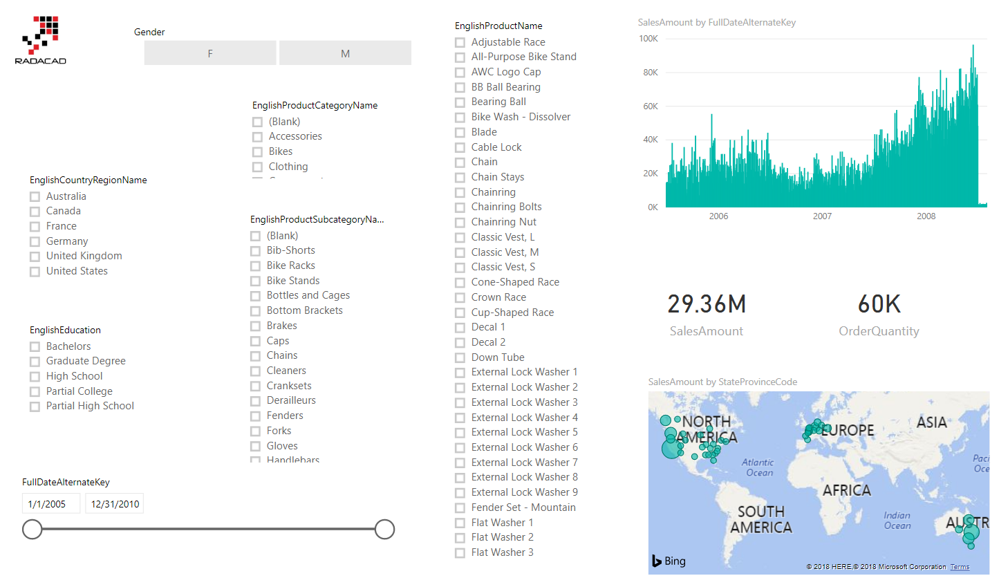 RADACAD
Gender
F
M
EnglishProductCategoryName
(Blank)
Accessories
Bikes
Clothing
EnglishCountryRegionName
Australia
Canada
France
Germany
United Kingdom
United States
EnglishProductSubcategoryNa...
(Blank)
Bib-Shorts
Bike Racks
Bike Stands
Bottles and Cages
Bottom Brackets
Brakes
Caps
Chains
Cleaners
Cranksets
Derailleurs
Fenders
Forks
Gloves
Handlebars
EnglishEducation
Bachelors
Graduate Degree
High School
Partial College
Partial High School
FullDateAlternateKey
1/1/2005
12/31/2010
EnglishProductName
Adjustable Race
All-Purpose Bike Stand
AWC Logo Cap
BB Ball Bearing
Bearing Ball
Bike Wash - Dissolver
Blade
Cable Lock
Chain
Chain Stays
Chainring
Chainring Bolts
Chainring Nut
Classic Vest, L
Classic Vest, M
Classic Vest, S
Cone-Shaped Race
Crown Race
Cup-Shaped Race
Decal 1
Decal 2
Down Tube
External Lock Washer 1
External Lock Washer 2
External Lock Washer 3
External Lock Washer 4
External Lock Washer 5
External Lock Washer 6
External Lock Washer 7
External Lock Washer 8
External Lock Washer 9
Fender Set - Mountain
Flat Washer 1
Flat Washer 2
Flat Washer 3
SalesAmount by FullDateAlternateKey
100K
80K
60K
40K
20K
0K
2006
2007
2008
29.36M
SalesAmount
60K
OrderQuantity
SalesAmount by StateProvinceCode
NORTH
AMERICA
EUROPE
ASIA
Atlantic
Ocean
Paci
Oce
AFRICA
SOUTH
AMERICA
Indian
Ocean
AUSTR
Bing
© 2018 HERE,© 2018 Microsoft Corporation Terms